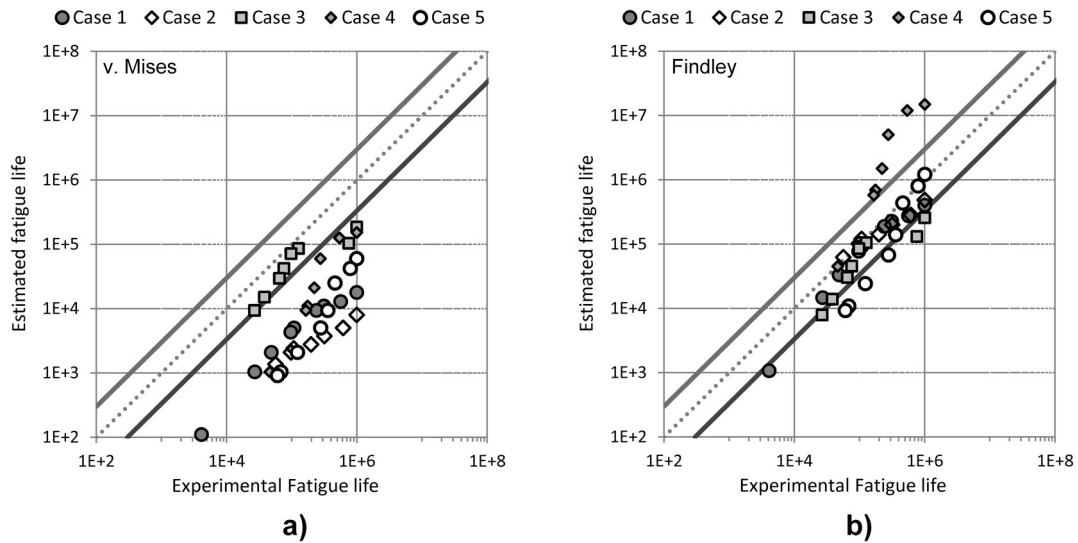 Case 1 Case 2 Case 3 Case 4 Case 5
1E+8
v. Mises
1E+7
1E+6
1E+5
1E+4
1E+3
1E+2
1E+2 1E+4 1E+6 1E+8
Estimated fatigue life
Experimental Fatigue life
a)
Case 1 Case 2 Case 3 Case 4 Case 5
1E+8
Findley
1E+7
1E+6
1E+5
1E+4
1E+3
1E+2
1E+2 1E+4 1E+6 1E+8
Estimated fatigue life
Experimental Fatigue life
b)